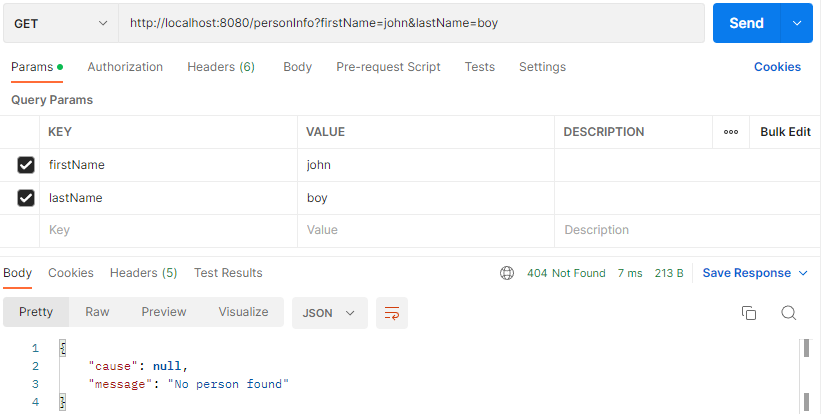 GET http://localhost:8080/personInfo?firstName=john&lastName=boy Send
Params Authorization Headers (6) Body Pre-request Script Tests Settings Cookies
Query Params
KEY VALUE DESCRIPTION ooo Bulk Edit
firstName john
lastName boy
Key Value Description
Body Cookies Headers (5) Test Results 404 Not Found 7 ms 213 B Save Response
Pretty Raw Preview Visualize JSON
1 {
2 "cause": null,
3 "message": "No person found"
4 }